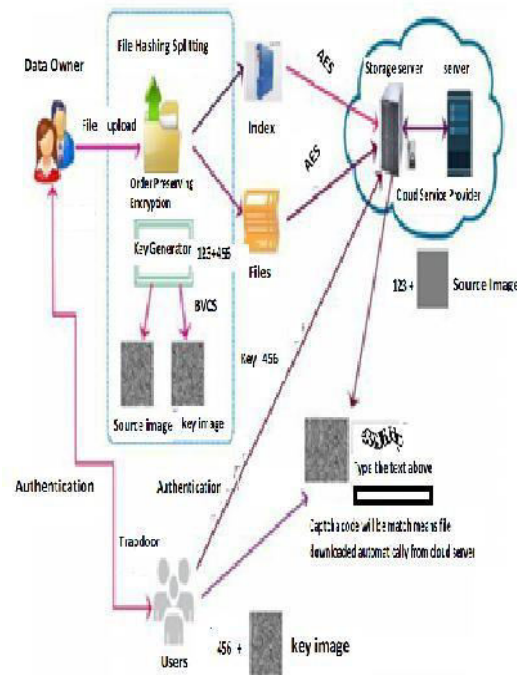 File Hashing Splitting
Data Owner
File upload
Order Preserving
Encryption
Key Generator
123+456
BVCS
Source image
key image
Index
Files
AES
AES
Storage server
server
Cloud Service Provider
123 +
Source Image
Key 456
Authentication
Authentication
Trapdoor
Users
456 +
key image
Type the text above
Captcha code will be match means file
downloaded automatically from cloud server